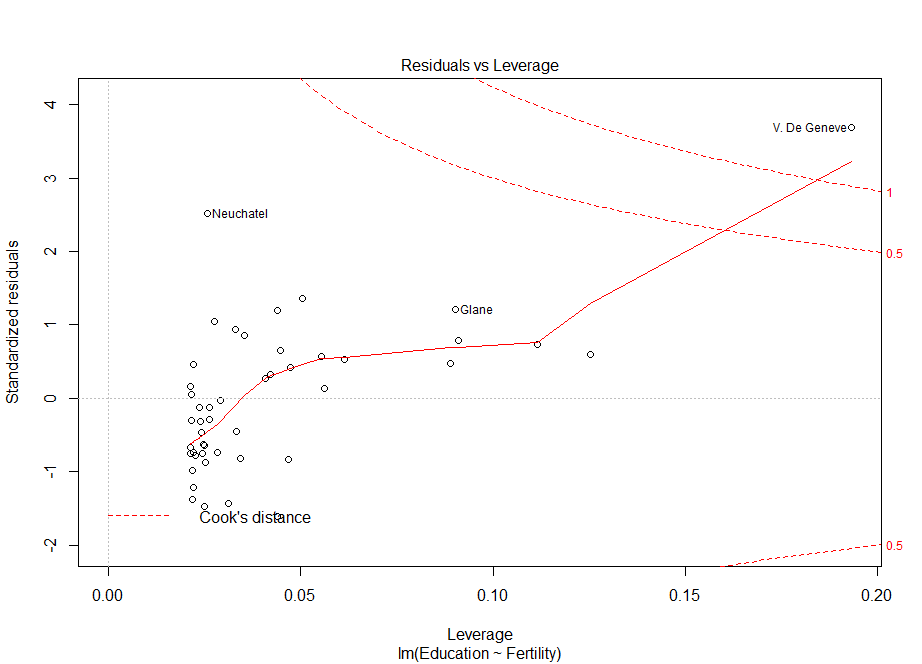 Residuals vs Leverage
4
3
2
1
0
-1
-2
Standardized residuals
V. De Geneve
Neuchatel
Glane
1
0.5
0.5
Cook's distance
0.00 0.05 0.10 0.15 0.20
Leverage
lm(Education ~ Fertility)